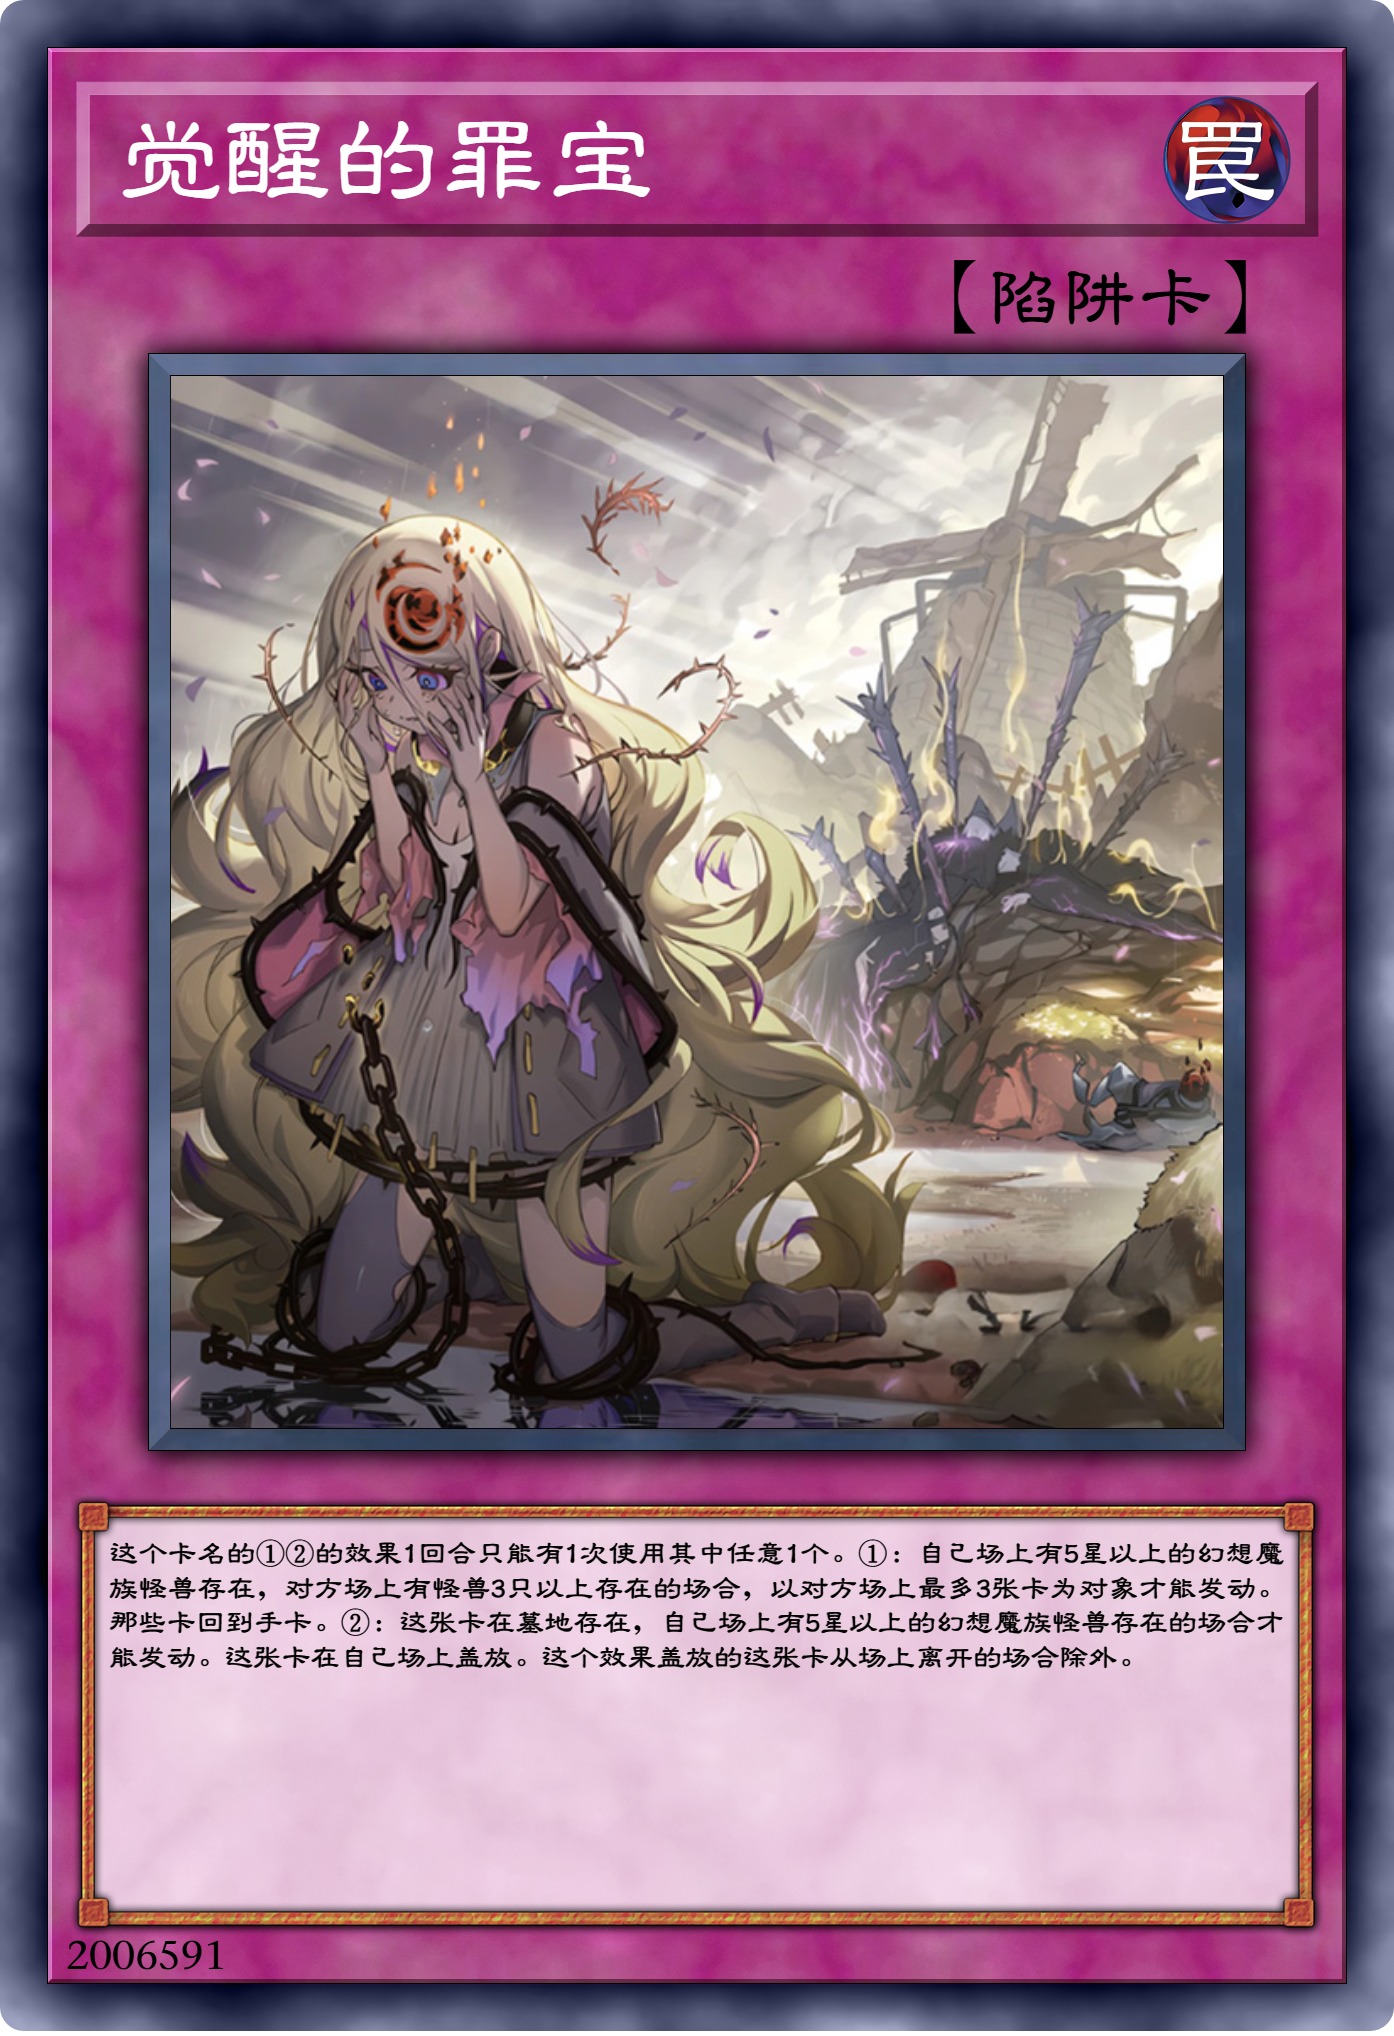 觉醒的罪宝
罠
【陷阱卡】
这个卡名的①②的效果1回合只能有1次使用其中任意1个。①：自己场上有5星以上的幻想魔
族怪兽存在，对方场上有怪兽3只以上存在的场合，以对方场上最多3张卡为对象才能发动。
那些卡回到手卡。②：这张卡在墓地存在，自己场上有5星以上的幻想魔族怪兽存在的场合才
能发动。这张卡在自己场上盖放。这个效果盖放的这张卡从场上离开的场合除外。
2006591